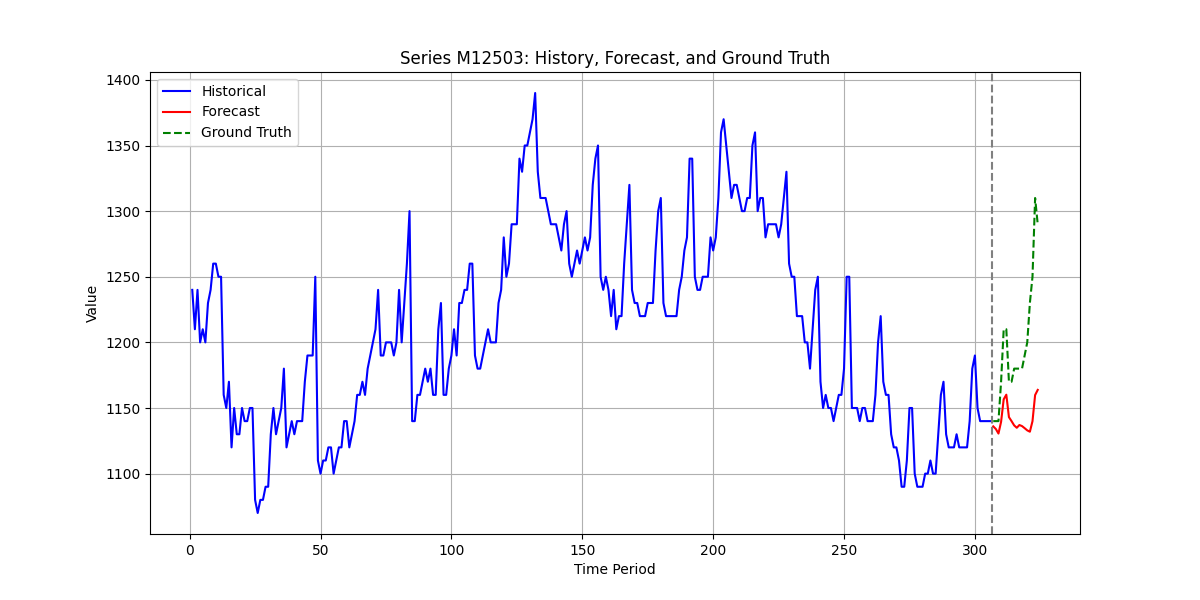 Series M12503: History, Forecast, and Ground Truth
1400
1350
1300
1250
1200
1150
1100
Value
Historical
Forecast
Ground Truth
0 50 100 150 200 250 300
Time Period